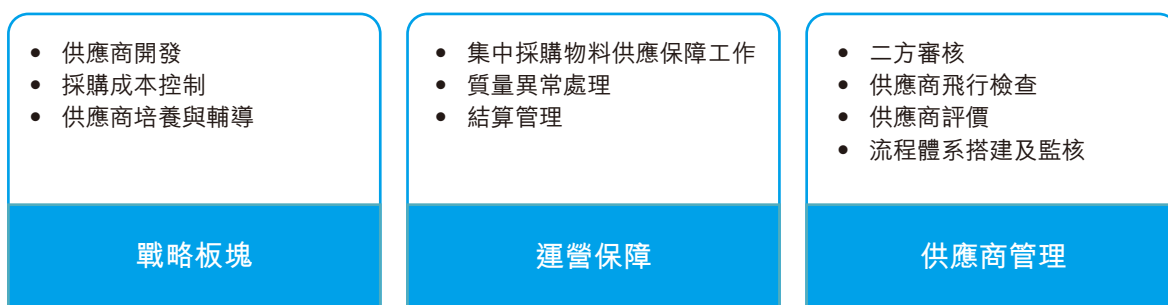 • 供應商開發
• 採購成本控制
• 供應商培養與輔導
戰略板塊
• 集中採購物料供應保障工作
• 質量異常處理
• 結算管理
運營保障
• 二方審核
• 供應商飛行檢查
• 供應商評價
• 流程體系搭建及監核
供應商管理